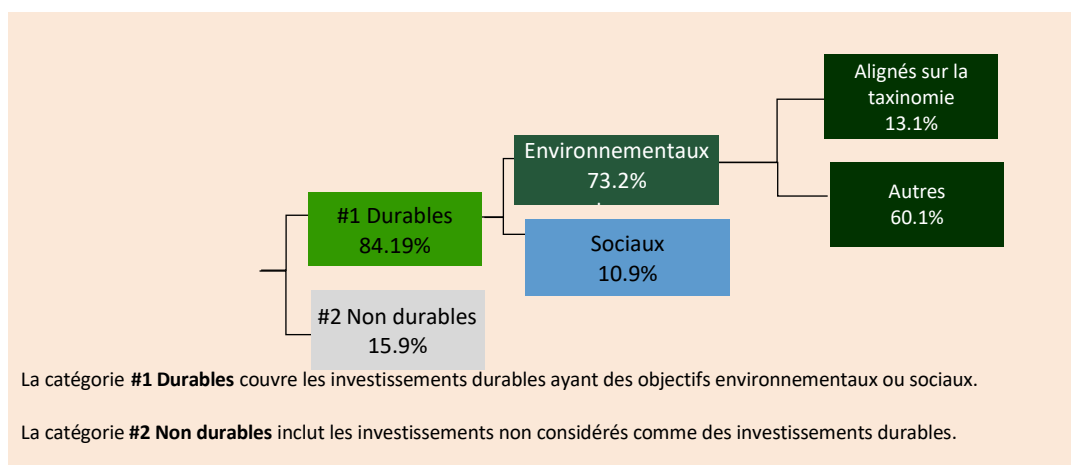 Alignés sur la
taxinomie
13.1%
Environnementaux
73.2%
Autres
60.1%
#1 Durables
84.19%
Sociaux
10.9%
#2 Non durables
15.9%
La catégorie #1 Durables couvre les investissements durables ayant des objectifs environnementaux ou sociaux.
La catégorie #2 Non durables inclut les investissements non considérés comme des investissements durables.